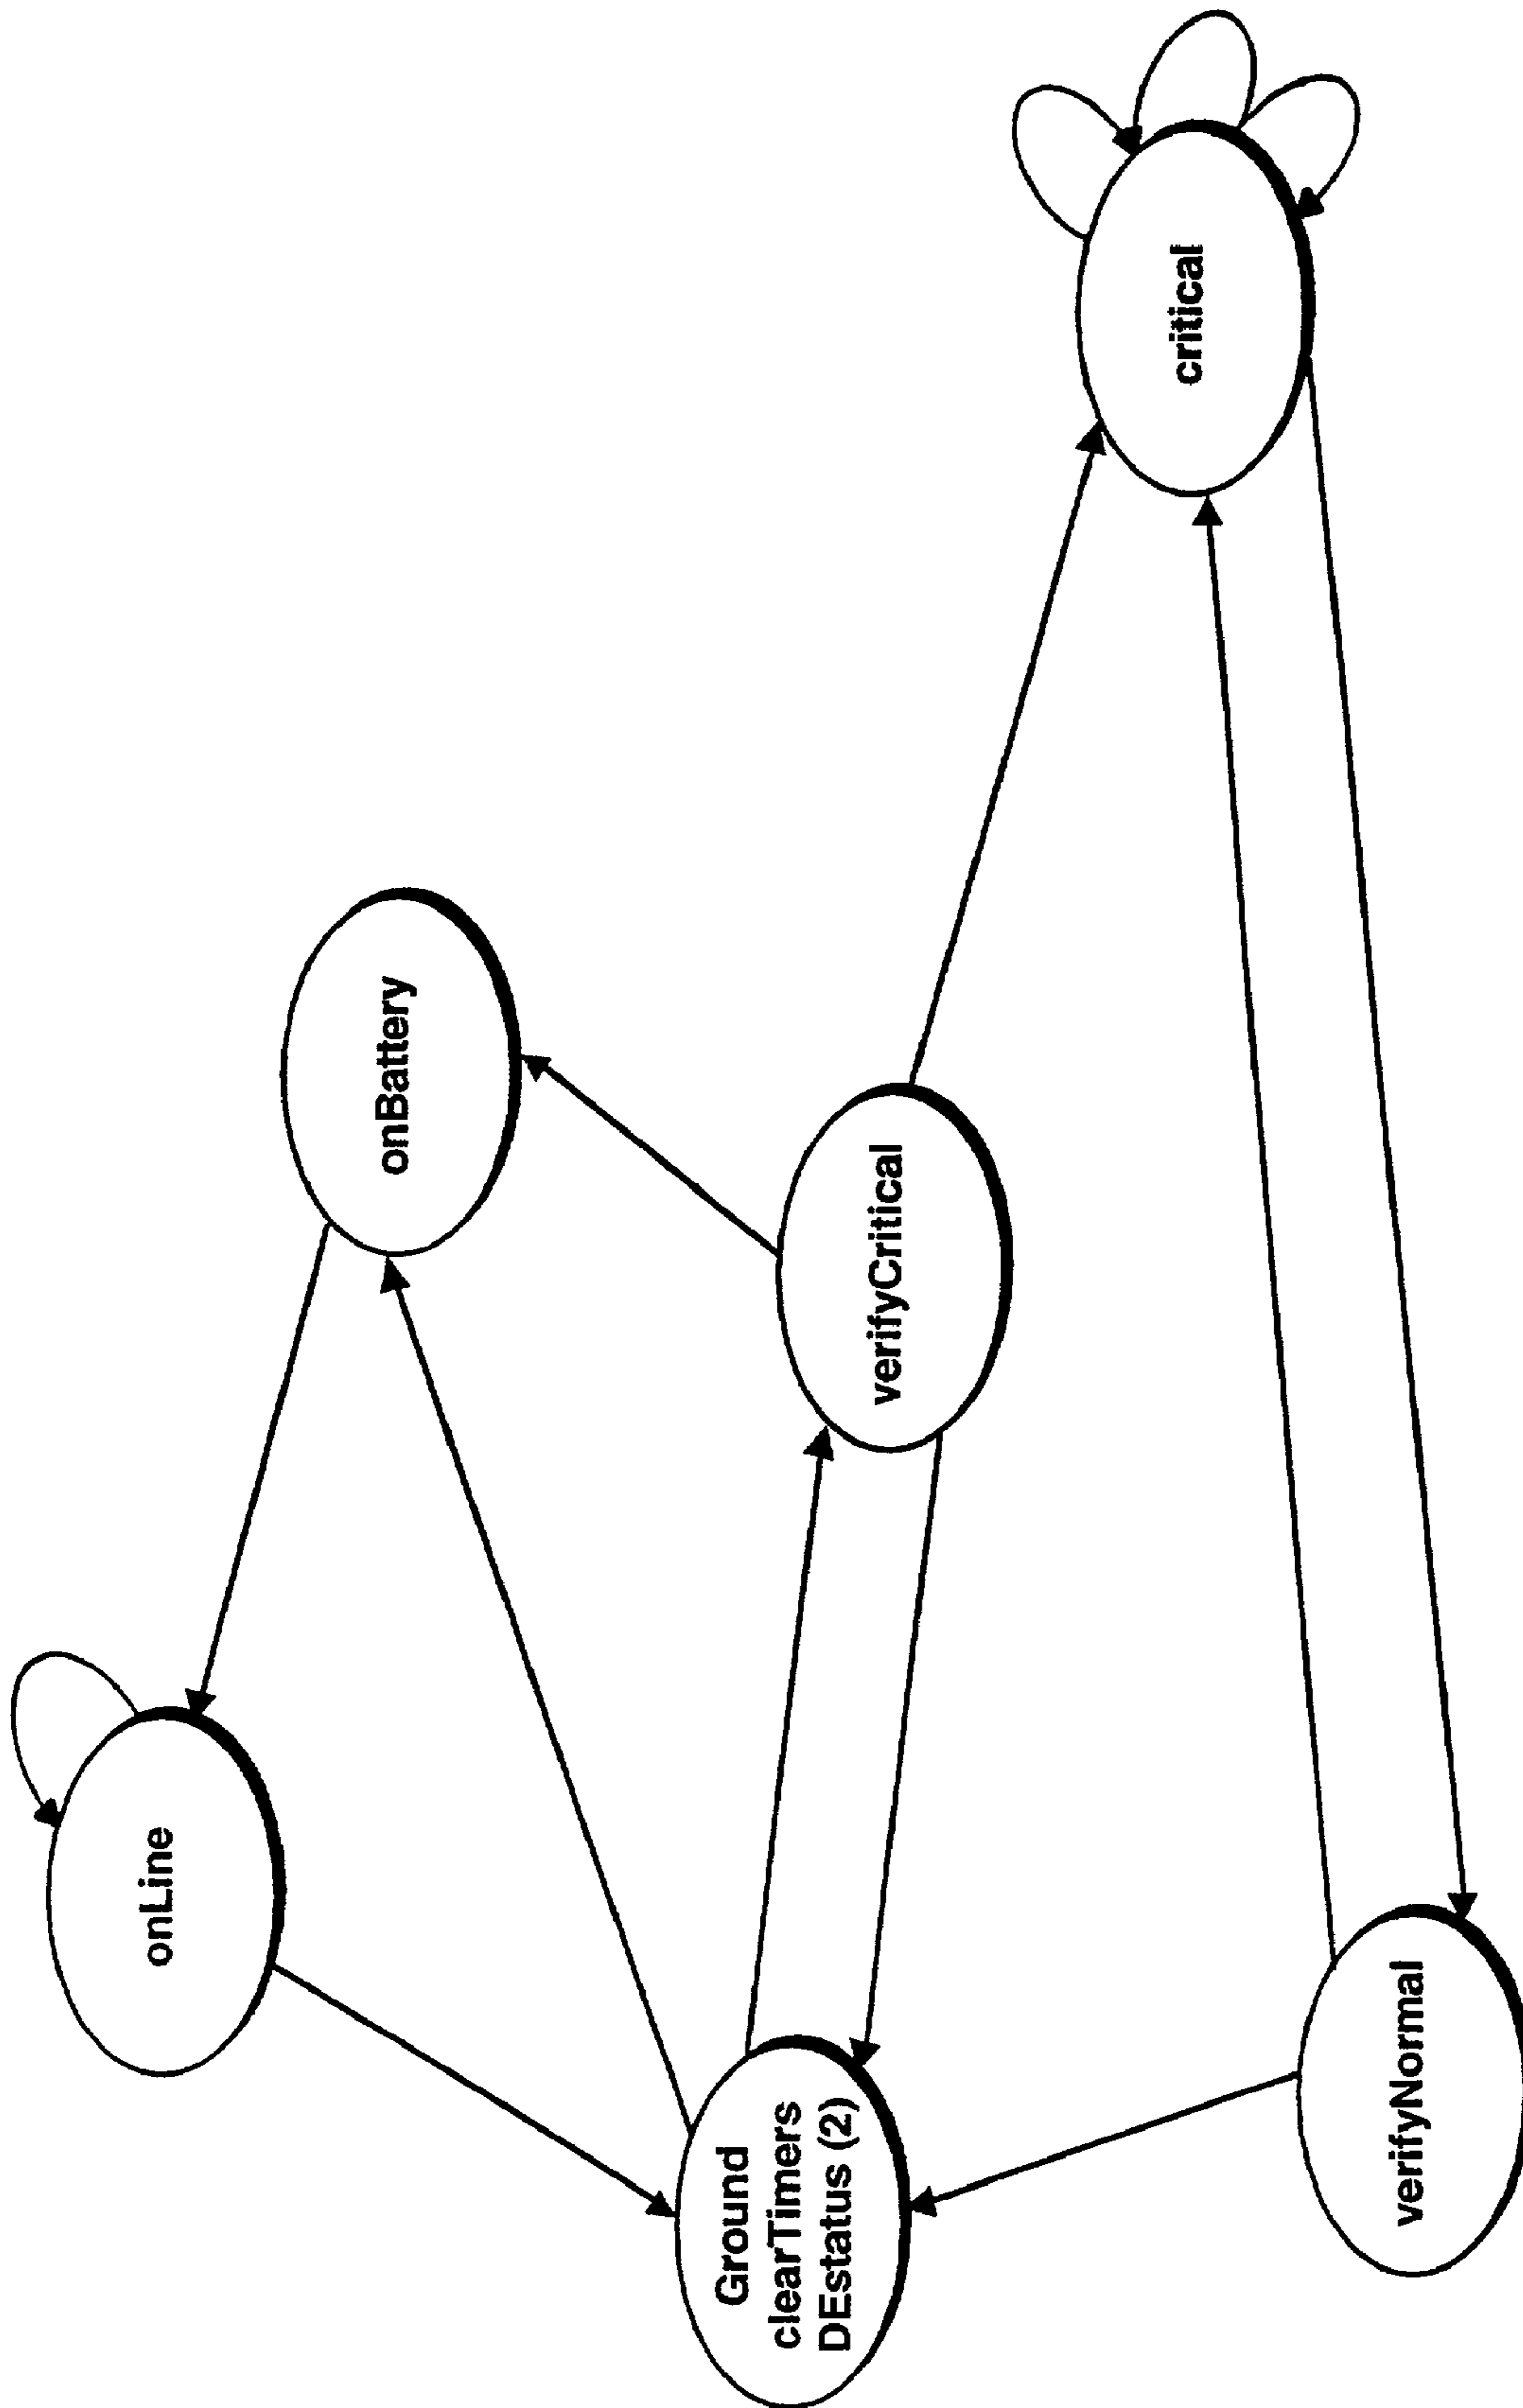 onLine
onBattery
Ground
clearTimers
DEstatus (2)
verifyCritical
critical
verifyNormal